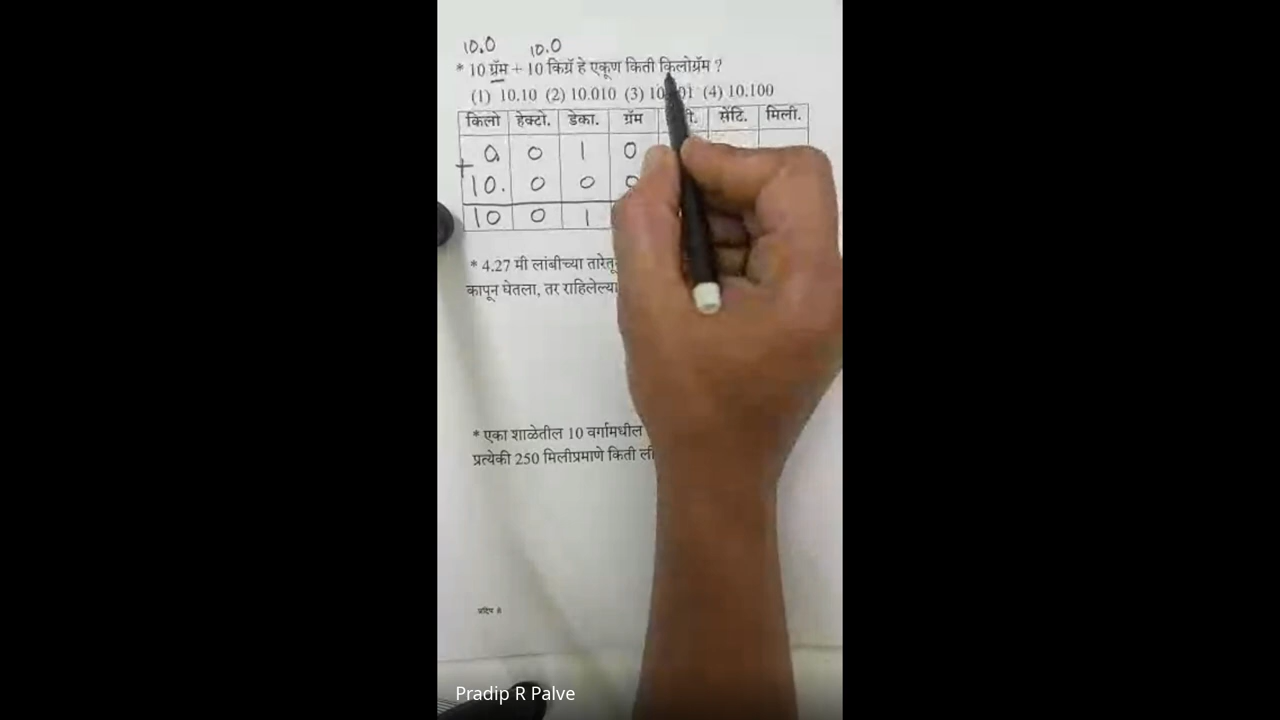 10.0 10.0
* 10 ग्रॅम + 10 किग्रॅ हे एकूण किती किलोग्रॅम ?
(1) 10.10 (2) 10.010 (3) (4) 10.100
किलो हेक्टो. डेका. ग्रॅम सेंटि. मिली.
0. 0 1 0
+
10. 0 0 0
10 0 1
* 4.27 मी लांबीच्या
कापून घेतला, तर राहिलेल्या
* एका शाळेतील 10 वर्गामधील
प्रत्येकी 250 मिलीप्रमाणे किती
Pradip R Palve